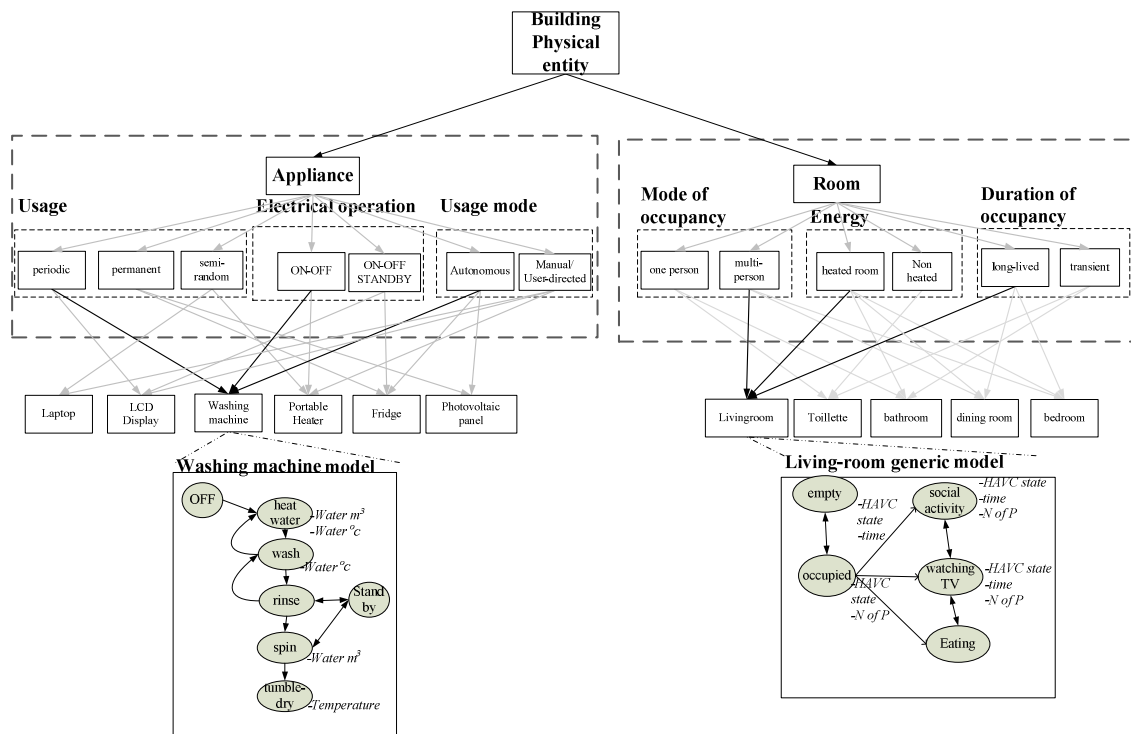 Building
Physical
entity
Appliance
Room
Usage
Electrical operation
Usage mode
Mode of
occupancy
Energy
Duration of
occupancy
periodic
permanent
semi-
random
ON-OFF
ON-OFF
STANDBY
Autonomous
Manual/
User-directed
one person
multi-
person
heated room
Non
heated
long-lived
transient
Laptop
LCD
Display
Washing
machine
Portable
Heater
Fridge
Photovoltaic
panel
Livingroom
Toillette
bathroom
dining room
bedroom
Washing machine model
OFF
heat
water
-Water m³
-Water °c
wash
-Water °c
rinse
Stand
by
spin
-Water m³
tumble-
dry
-Temperature
Living-room generic model
empty
-HAVC
state
-time
social
activity
-HAVC state
-time
-N of P
occupied
-HAVC
state
-N of P
watching
TV
-HAVC state
-time
-N of P
Eating